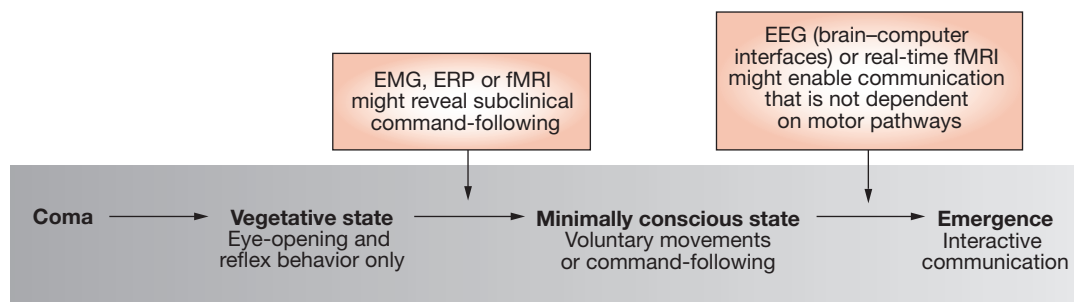 EEG (brain–computer
interfaces) or real-time fMRI
might enable communication
that is not dependent
on motor pathways
EMG, ERP or fMRI
might reveal subclinical
command-following
Coma
Vegetative state
Eye-opening and
reflex behavior only
Minimally conscious state
Voluntary movements
or command-following
Emergence
Interactive
communication